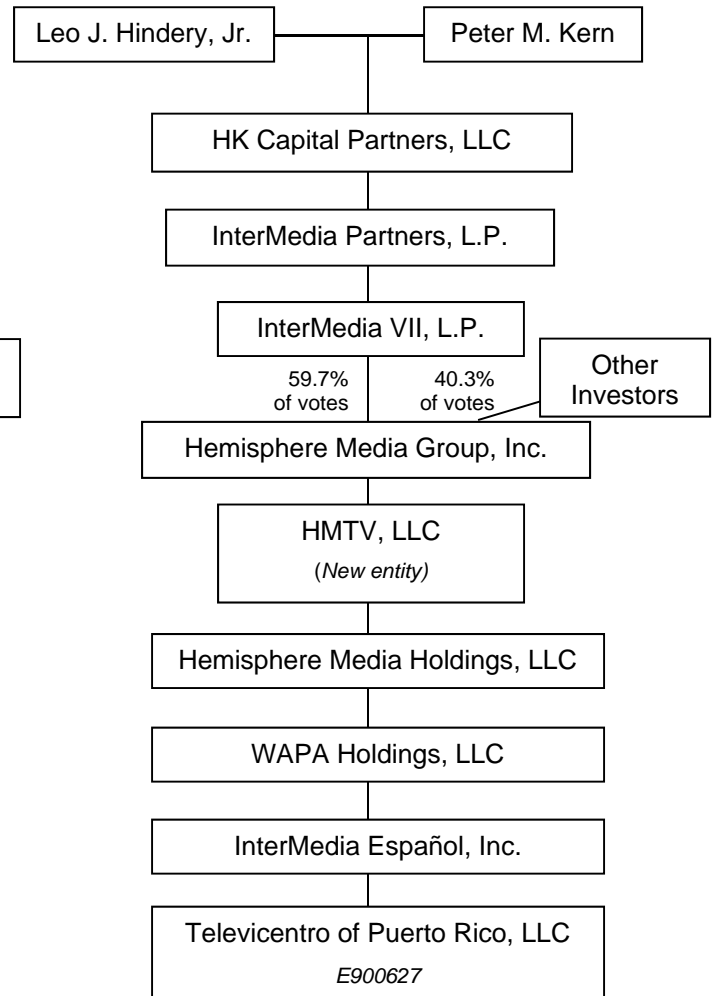 Leo J. Hindery, Jr.
Peter M. Kern
HK Capital Partners, LLC
InterMedia Partners, L.P.
InterMedia VII, L.P.
59.7%
of votes
40.3%
of votes
Other
Investors
Hemisphere Media Group, Inc.
HMTV, LLC
(New entity)
Hemisphere Media Holdings, LLC
WAPA Holdings, LLC
InterMedia Español, Inc.
Televicentro of Puerto Rico, LLC
E900627